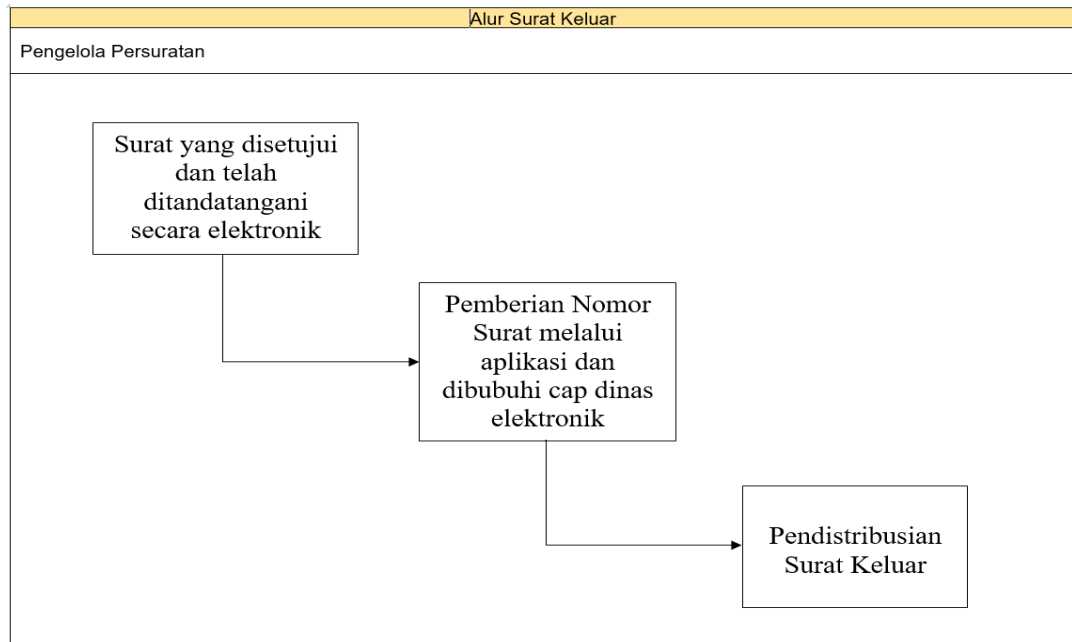 Alur Surat Keluar
Pengelola Persuratan
Surat yang disetujui
dan telah
ditandatangani
secara elektronik
Pemberian Nomor
Surat melalui
aplikasi dan
dibubuhi cap dinas
elektronik
Pendistribusian
Surat Keluar